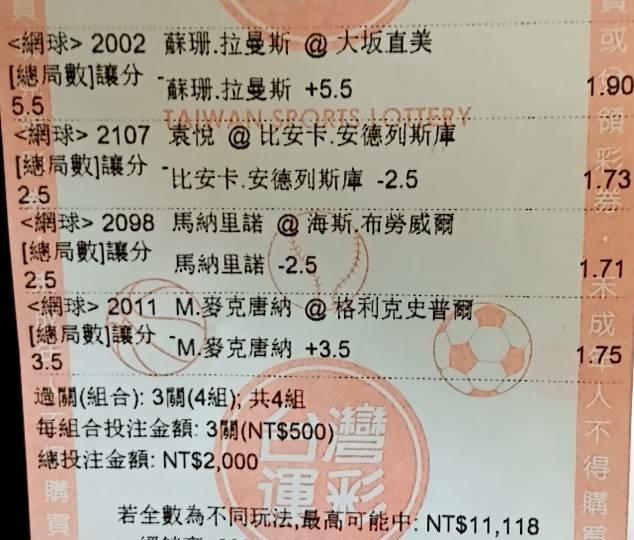 <網球> 2002 蘇珊.拉曼斯 @ 大坂直美
[總局數]讓分 - 蘇珊.拉曼斯 +5.5 1.90
5.5
TAIWAN SPORTS LOTTERY
<網球> 2107 袁悅 @ 比安卡.安德列斯庫
[總局數]讓分 - 比安卡.安德列斯庫 -2.5 1.73
2.5
<網球> 2098 馬納里諾 @ 海斯.布勞威爾
[總局數]讓分 馬納里諾 -2.5 1.71
2.5
<網球> 2011 M.麥克唐納 @ 格利克史普爾
[總局數]讓分 - M.麥克唐納 +3.5 1.75
3.5
過關(組合): 3關(4組); 共4組
每組合投注金額: 3關(NT$500)
總投注金額: NT$2,000
台灣
運彩
若全數為不同玩法,最高可能中: NT$11,118
或
領彩券.未成
人不得購買
不
購買